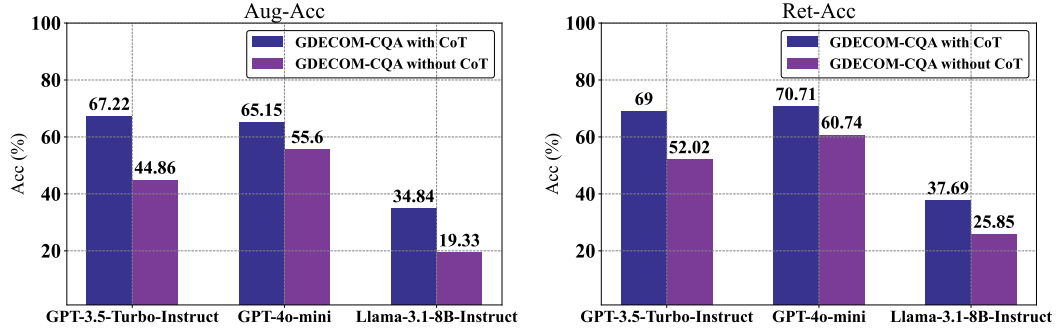 Aug-Acc
Acc (%)
100
80
60
40
20
GDECOM-CQA with CoT
GDECOM-CQA without CoT
67.22
44.86
65.15
55.6
34.84
19.33
GPT-3.5-Turbo-Instruct
GPT-4o-mini
Llama-3.1-8B-Instruct
Ret-Acc
Acc (%)
100
80
60
40
20
GDECOM-CQA with CoT
GDECOM-CQA without CoT
69
52.02
70.71
60.74
37.69
25.85
GPT-3.5-Turbo-Instruct
GPT-4o-mini
Llama-3.1-8B-Instruct